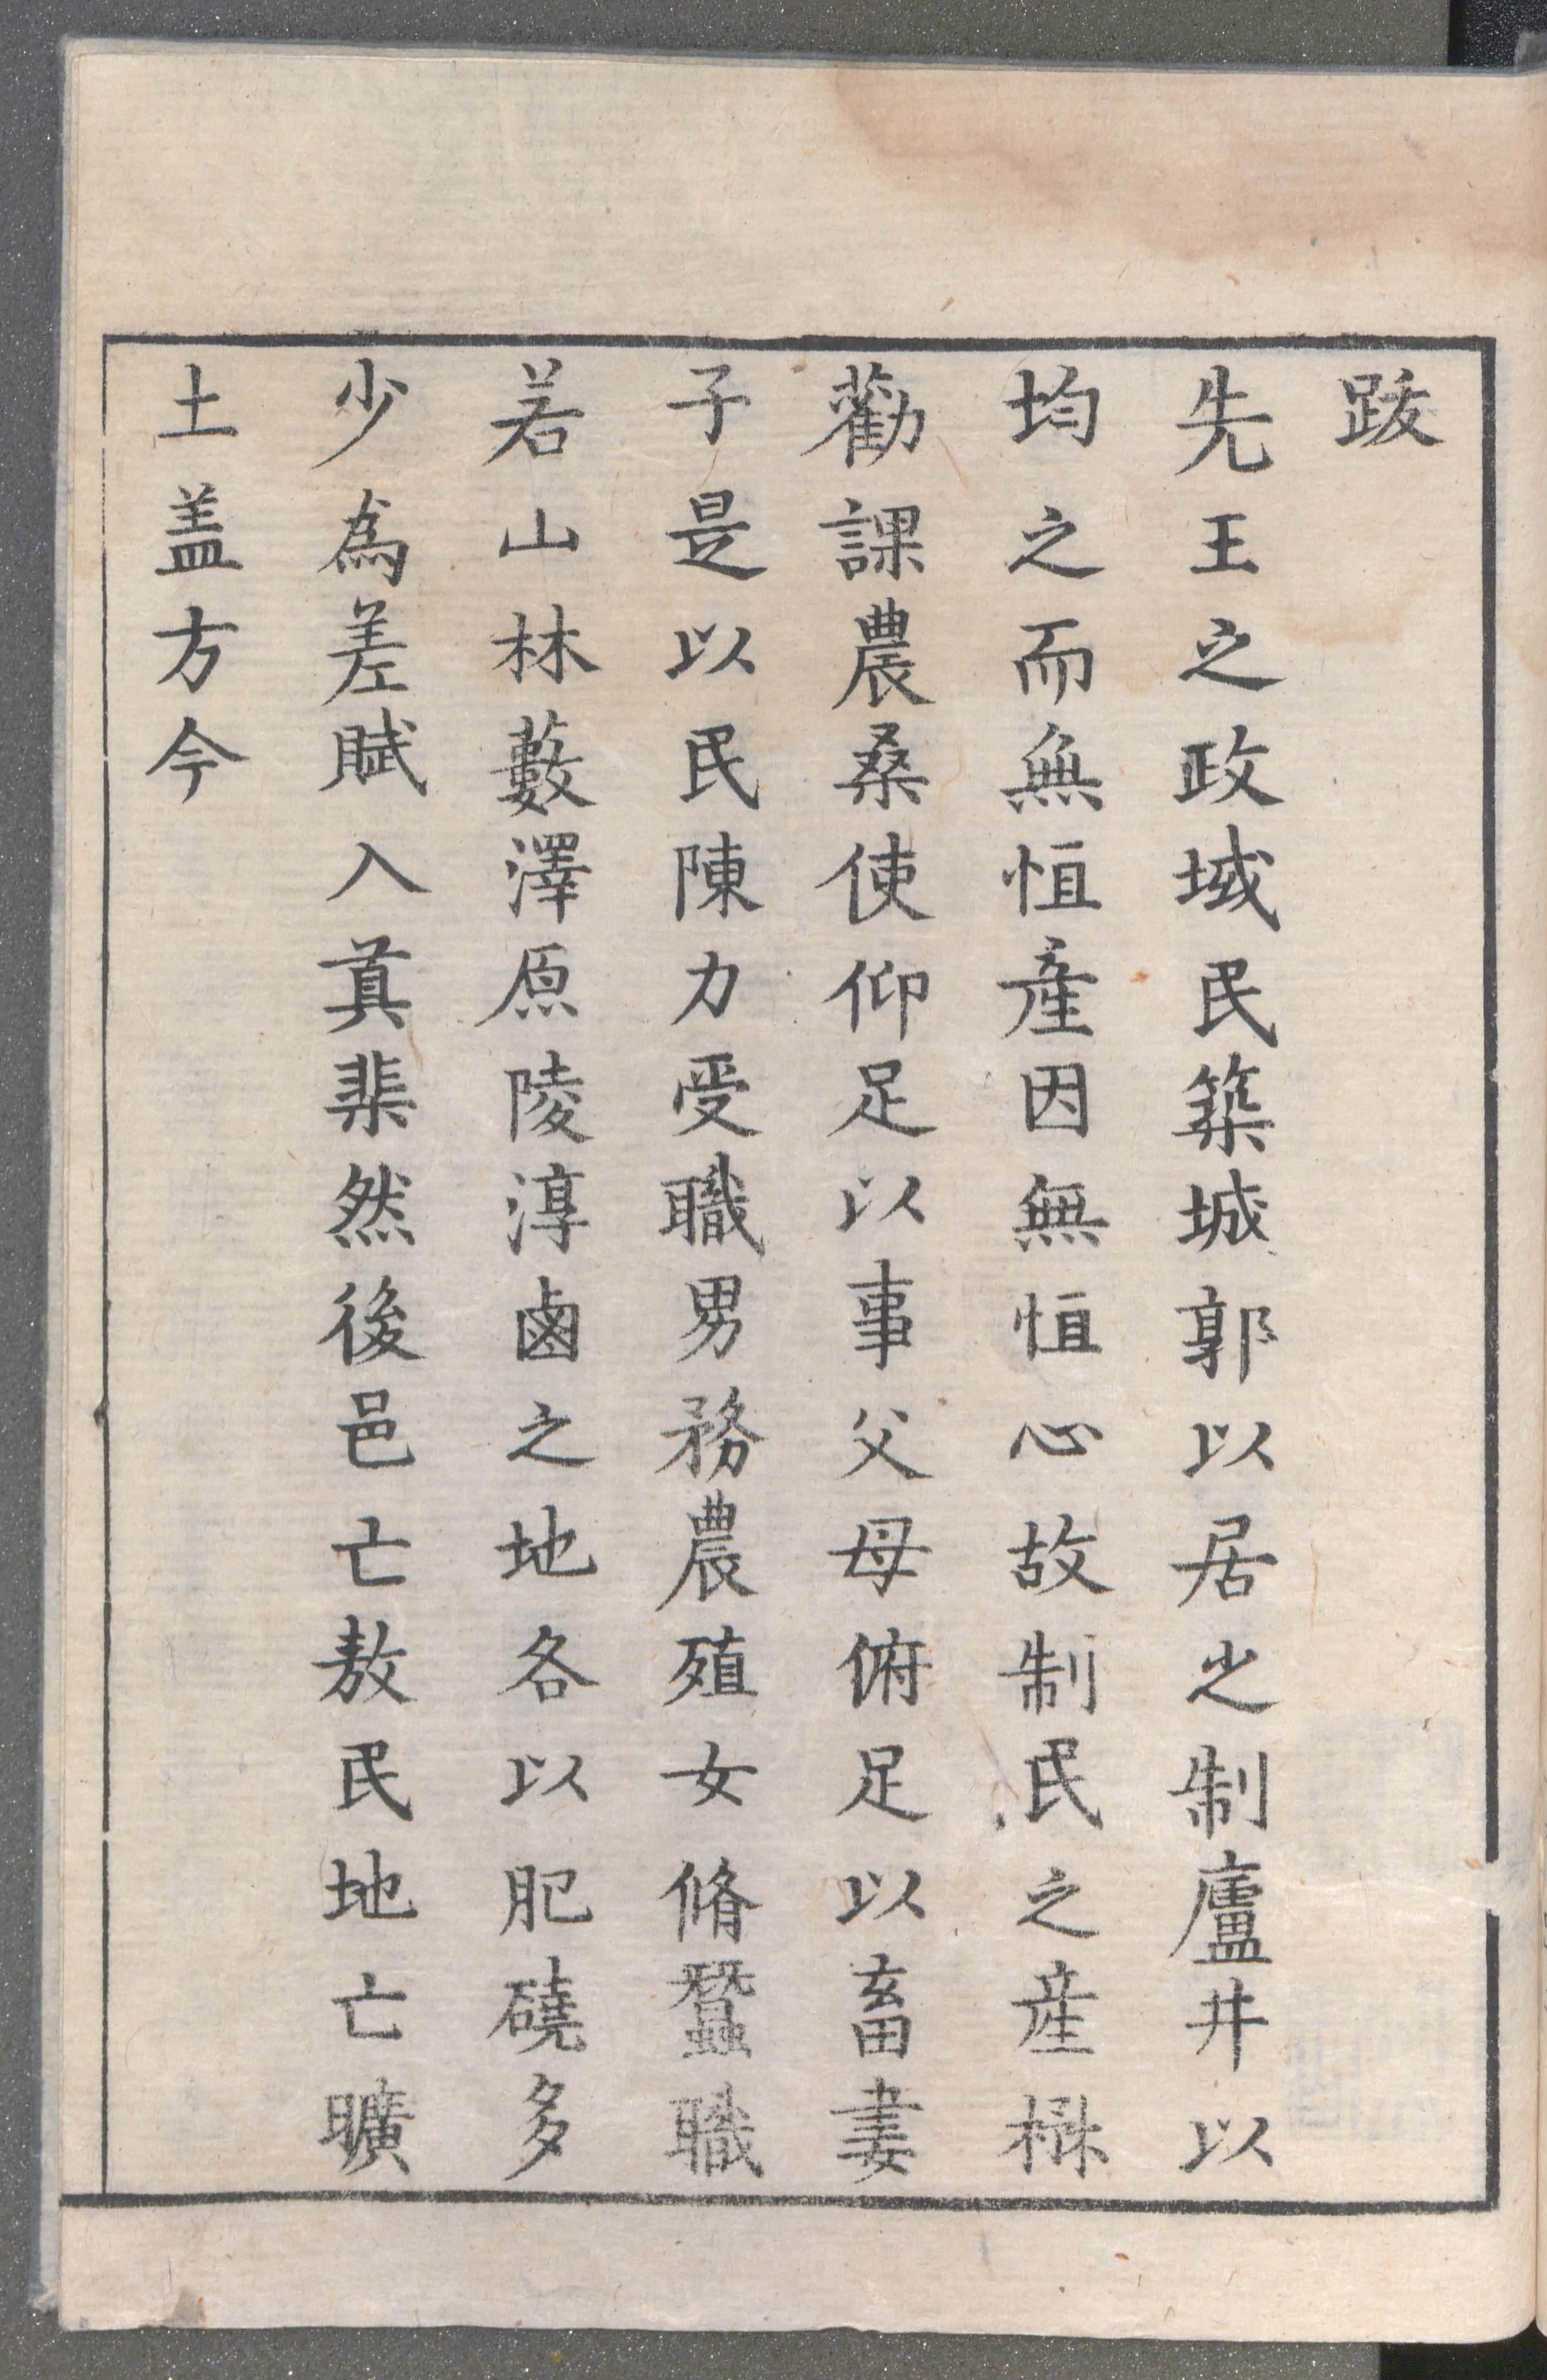 跋
先王之政域民築城郭以居之制廬井以
均之而無恒產因無恒心故制民之產楙
勸課農桑使仰足以事父母俯足以畜妻
子是以民陳力受職男務農殖女脩蠶職
若山林藪澤原陵淳鹵之地各以肥磽多
少為差賦入真棐然後邑亡敖民地亡曠
土盖方今